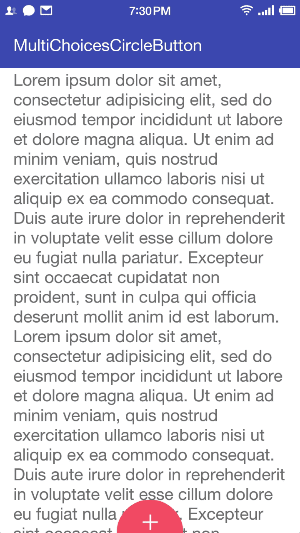 7:30 PM
MultiChoicesCircleButton
Lorem ipsum dolor sit amet,
consectetur adipisicing elit, sed do
eiusmod tempor incididunt ut labore
et dolore magna aliqua. Ut enim ad
minim veniam, quis nostrud
exercitation ullamco laboris nisi ut
aliquip ex ea commodo consequat.
Duis aute irure dolor in reprehenderit
in voluptate velit esse cillum dolore
eu fugiat nulla pariatur. Excepteur
sint occaecat cupidatat non
proident, sunt in culpa qui officia
deserunt mollit anim id est laborum.
Lorem ipsum dolor sit amet,
consectetur adipisicing elit, sed do
eiusmod tempor incididunt ut labore
et dolore magna aliqua. Ut enim ad
minim veniam, quis nostrud
exercitation ullamco laboris nisi ut
aliquip ex ea commodo consequat.
Duis aute irure dolor in reprehenderit
in voluptate velit esse cillum dolore
eu fugiat nulla Excepteur
sint occaecat non